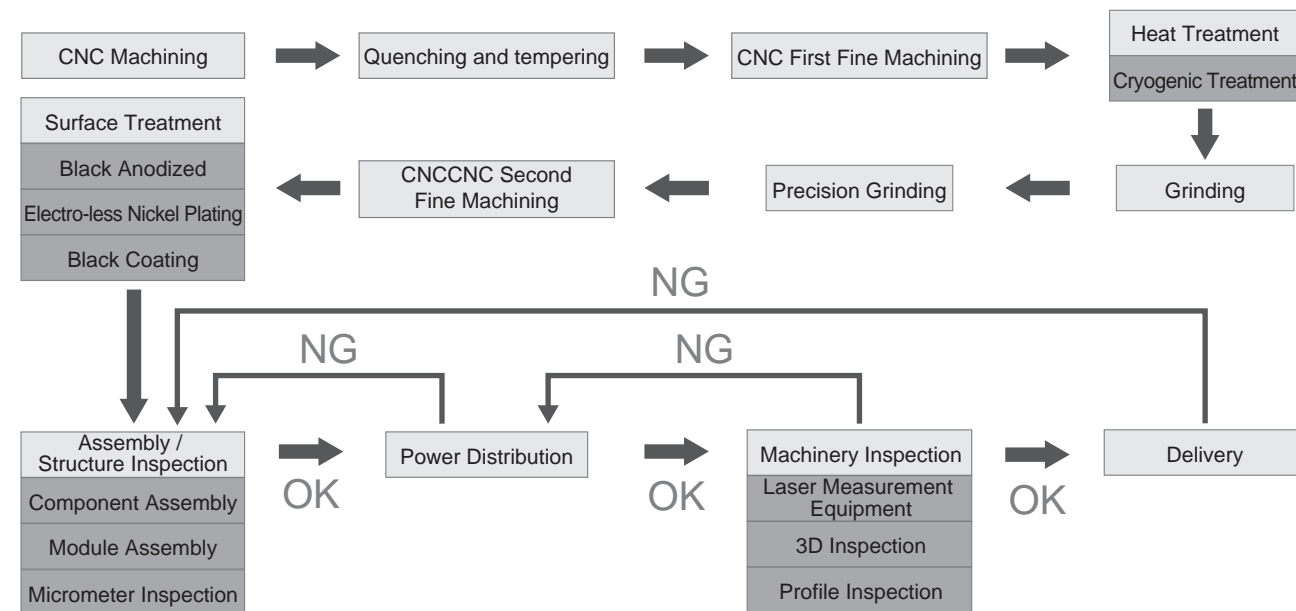 CNC Machining
Quenching and tempering
CNC First Fine Machining
Heat Treatment
Cryogenic Treatment
Surface Treatment
Black Anodized
Electro-less Nickel Plating
Black Coating
CNCCNC Second
Fine Machining
Precision Grinding
Grinding
NG
NG
NG
Assembly /
Structure Inspection
Component Assembly
Module Assembly
Micrometer Inspection
OK
Power Distribution
OK
Machinery Inspection
Laser Measurement
Equipment
3D Inspection
Profile Inspection
OK
Delivery